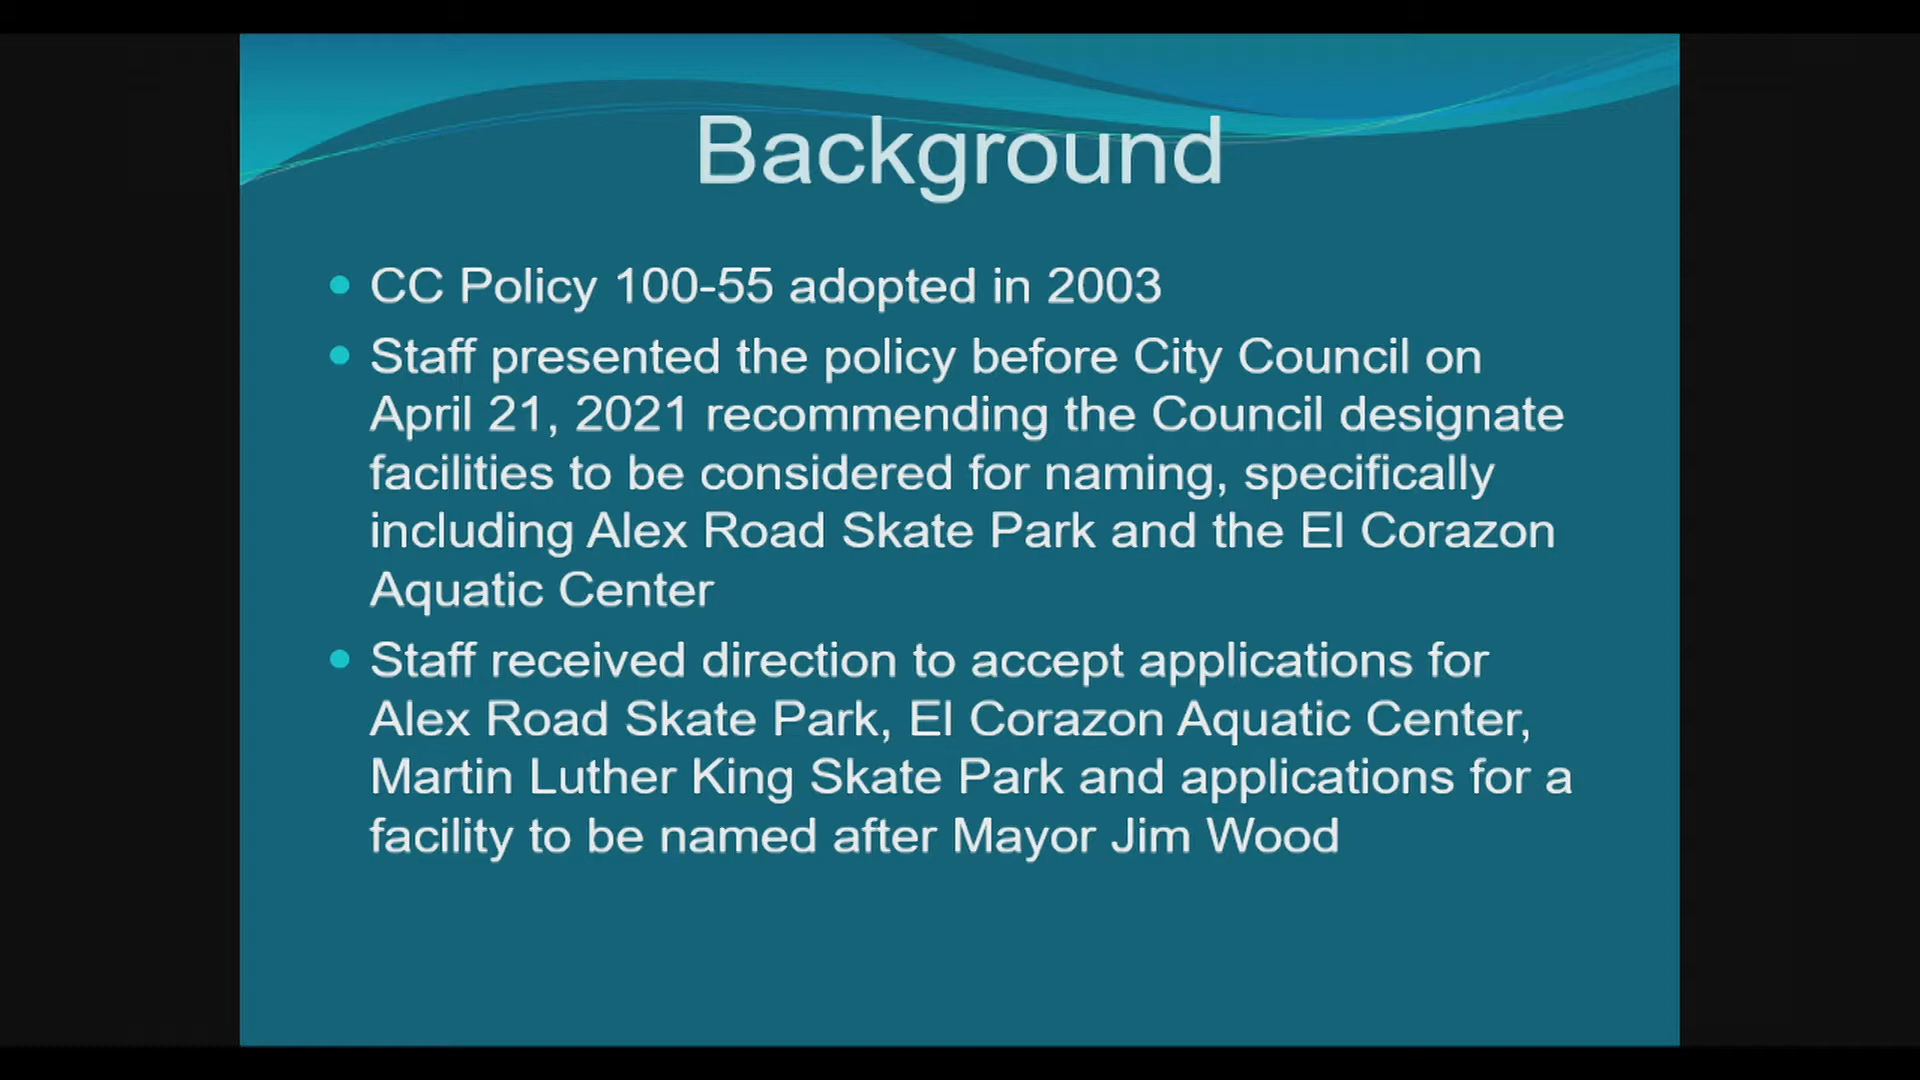 Background
CC Policy 100-55 adopted in 2003
Staff presented the policy before City Council on
April 21, 2021 recommending the Council designate
facilities to be considered for naming, specifically
including Alex Road Skate Park and the El Corazon
Aquatic Center
Staff received direction to accept applications for
Alex Road Skate Park, El Corazon Aquatic Center,
Martin Luther King Skate Park and applications for a
facility to be named after Mayor Jim Wood